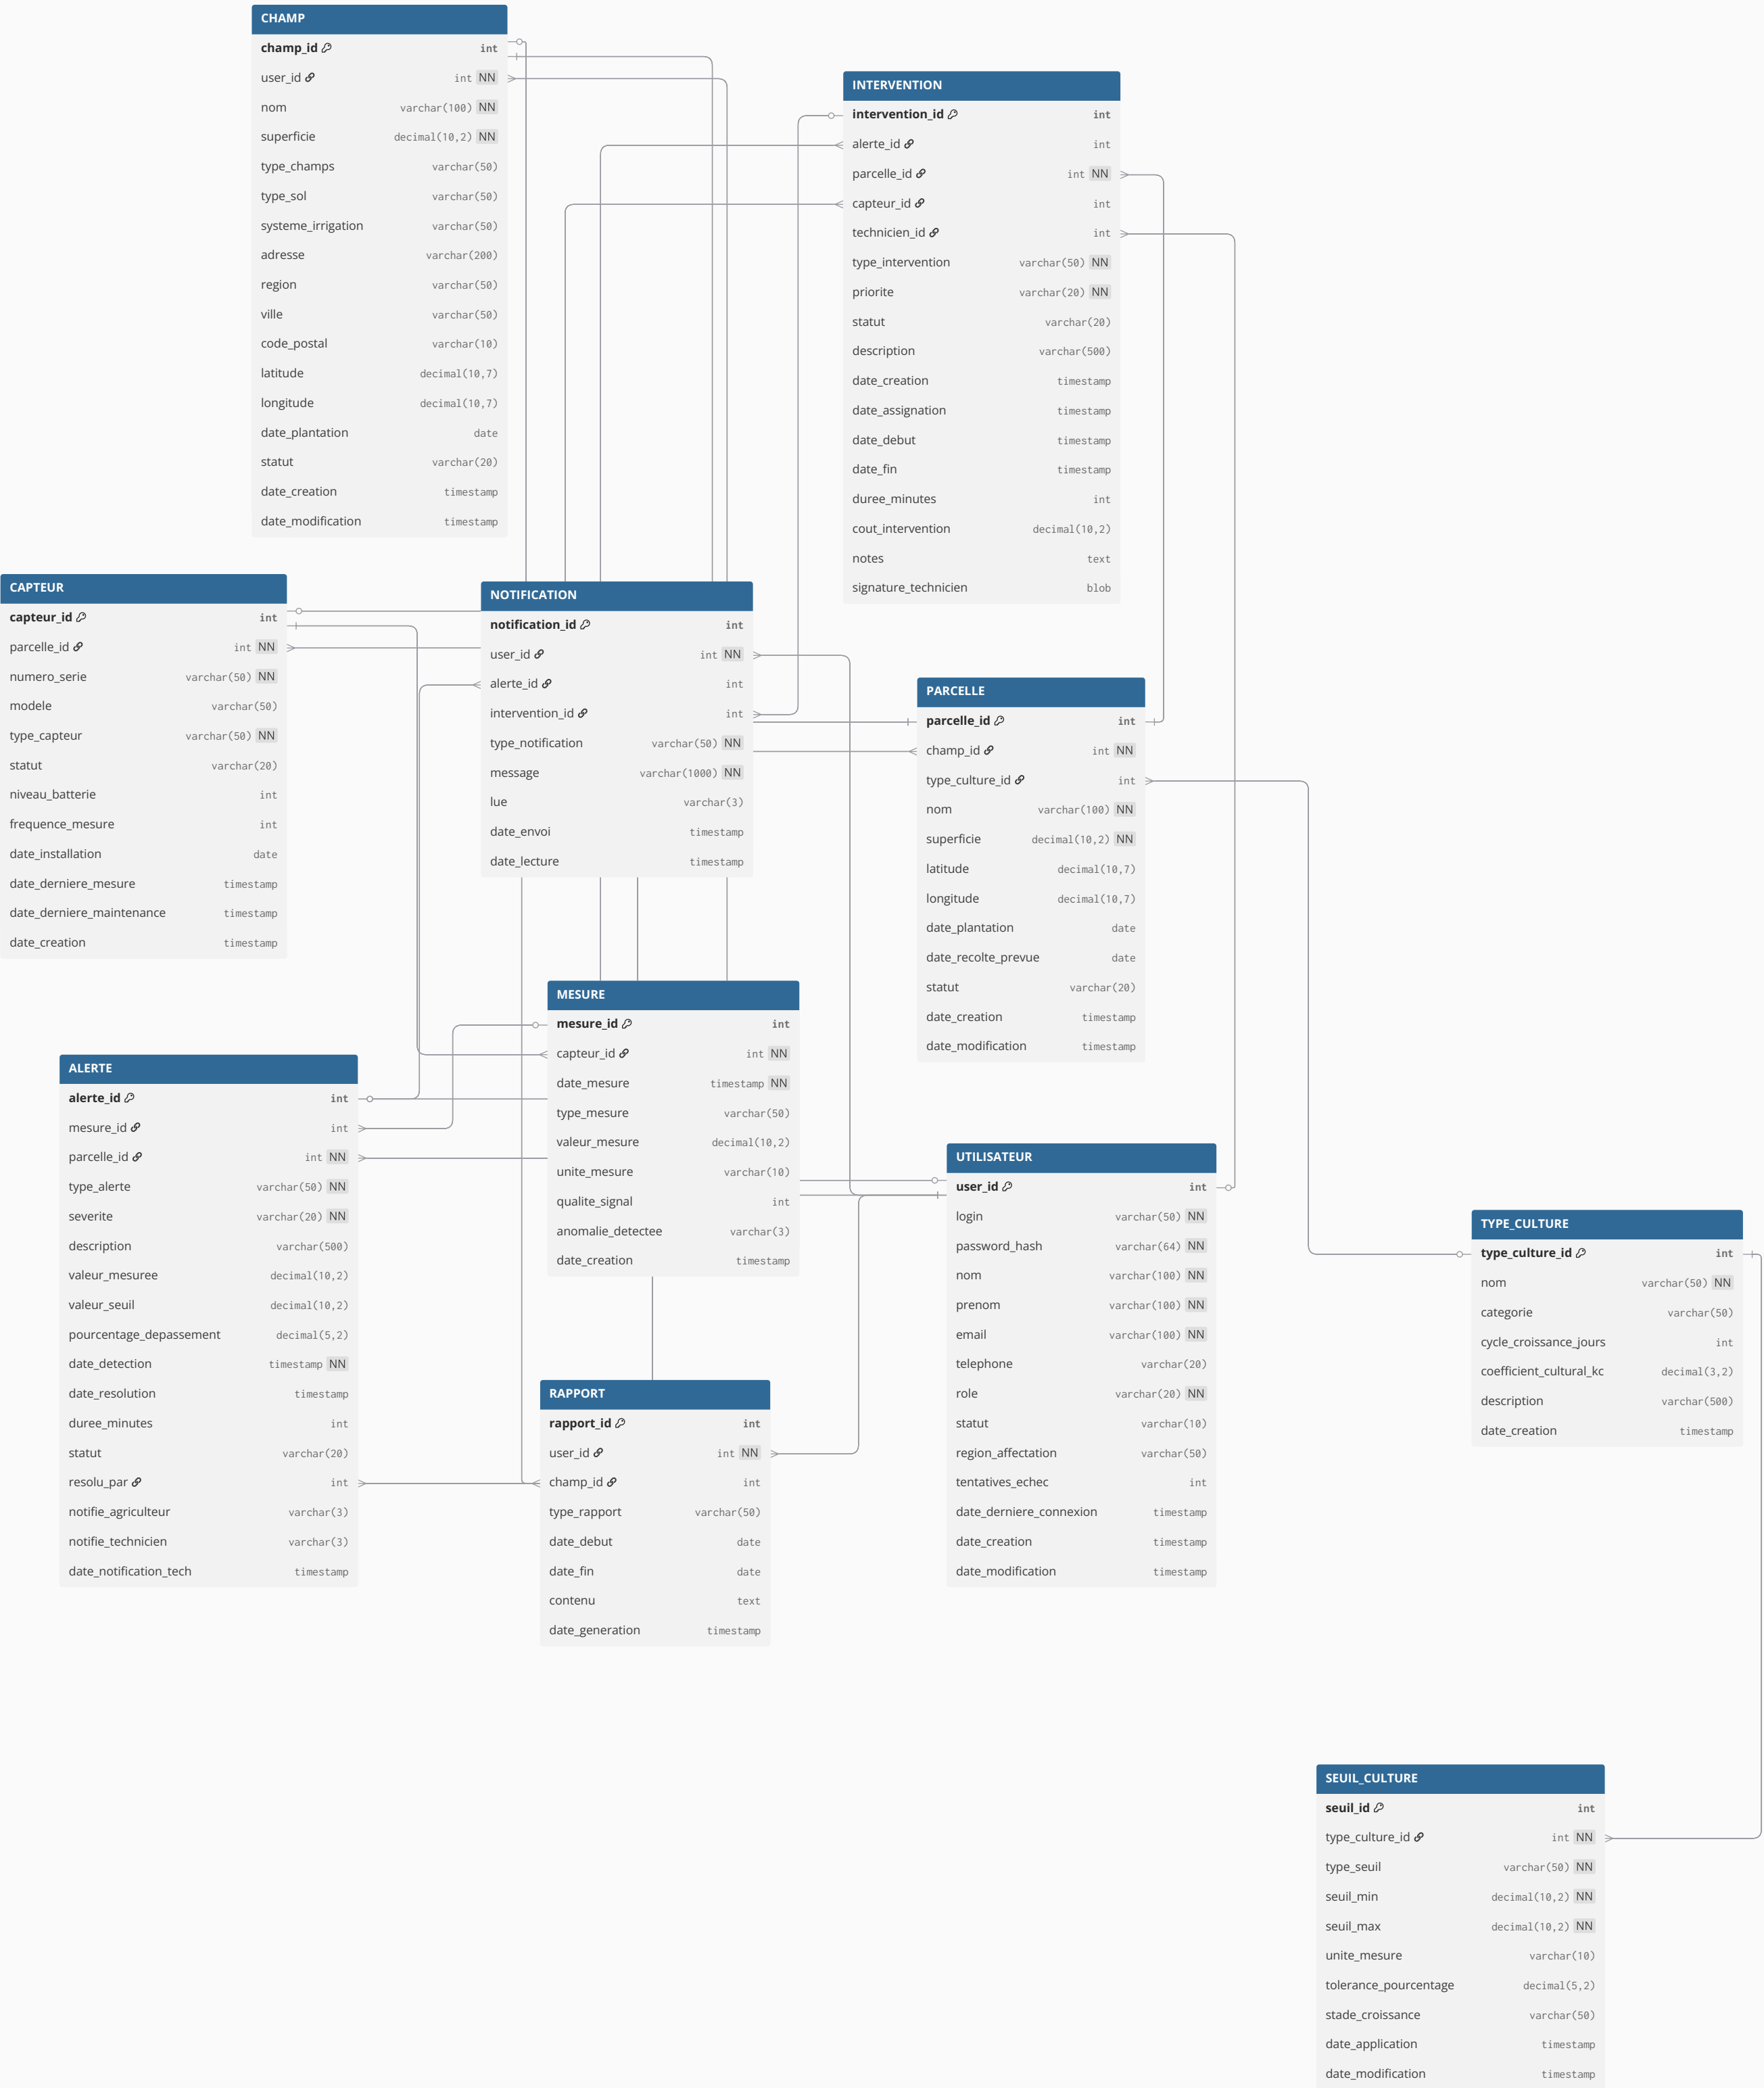 CHAMP
champ_id int
user_id int NN
nom varchar(100) NN
superficie decimal(10,2) NN
type_champs varchar(50)
type_sol varchar(50)
systeme_irrigation varchar(50)
adresse varchar(200)
region varchar(50)
ville varchar(50)
code_postal varchar(10)
latitude decimal(10,7)
longitude decimal(10,7)
date_plantation date
statut varchar(20)
date_creation timestamp
date_modification timestamp
INTERVENTION
intervention_id int
alerte_id int
parcelle_id int NN
capteur_id int
technicien_id int
type_intervention varchar(50) NN
priorite varchar(20) NN
statut varchar(20)
description varchar(500)
date_creation timestamp
date_assignation timestamp
date_debut timestamp
date_fin timestamp
duree_minutes int
cout_intervention decimal(10,2)
notes text
signature_technicien blob
CAPTEUR
capteur_id int
parcelle_id int NN
numero_serie varchar(50) NN
modele varchar(50)
type_capteur varchar(50) NN
statut varchar(20)
niveau_batterie int
frequence_mesure int
date_installation date
date_derniere_mesure timestamp
date_derniere_maintenance timestamp
date_creation timestamp
NOTIFICATION
notification_id int
user_id int NN
alerte_id int
intervention_id int
type_notification varchar(50) NN
message varchar(1000) NN
lue varchar(3)
date_envoi timestamp
date_lecture timestamp
PARCELLE
parcelle_id int
champ_id int NN
type_culture_id int
nom varchar(100) NN
superficie decimal(10,2) NN
latitude decimal(10,7)
longitude decimal(10,7)
date_plantation date
date_recolte_prevue date
statut varchar(20)
date_creation timestamp
date_modification timestamp
MESURE
mesure_id int
capteur_id int NN
date_mesure timestamp NN
type_mesure varchar(50)
valeur_mesure decimal(10,2)
unite_mesure varchar(10)
qualite_signal int
anomalie_detectee varchar(3)
date_creation timestamp
ALERTE
alerte_id int
mesure_id int
parcelle_id int NN
type_alerte varchar(50) NN
severite varchar(20) NN
description varchar(500)
valeur_mesuree decimal(10,2)
valeur_seuil decimal(10,2)
pourcentage_depassement decimal(5,2)
date_detection timestamp NN
date_resolution timestamp
duree_minutes int
statut varchar(20)
resolu_par int
notifie_agriculteur varchar(3)
notifie_technicien varchar(3)
date_notification_tech timestamp
UTILISATEUR
user_id int
login varchar(50) NN
password_hash varchar(64) NN
nom varchar(100) NN
prenom varchar(100) NN
email varchar(100) NN
telephone varchar(20)
role varchar(20) NN
statut varchar(10)
region_affectation varchar(50)
tentatives_echec int
date_derniere_connexion timestamp
date_creation timestamp
date_modification timestamp
TYPE_CULTURE
type_culture_id int
nom varchar(50) NN
categorie varchar(50)
cycle_croissance_jours int
coefficient_cultural_kc decimal(3,2)
description varchar(500)
date_creation timestamp
RAPPORT
rapport_id int
user_id int NN
champ_id int
type_rapport varchar(50)
date_debut date
date_fin date
contenu text
date_generation timestamp
SEUIL_CULTURE
seuil_id int
type_culture_id int NN
type_seuil varchar(50) NN
seuil_min decimal(10,2) NN
seuil_max decimal(10,2) NN
unite_mesure varchar(10)
tolerance_pourcentage decimal(5,2)
stade_croissance varchar(50)
date_application timestamp
date_modification timestamp